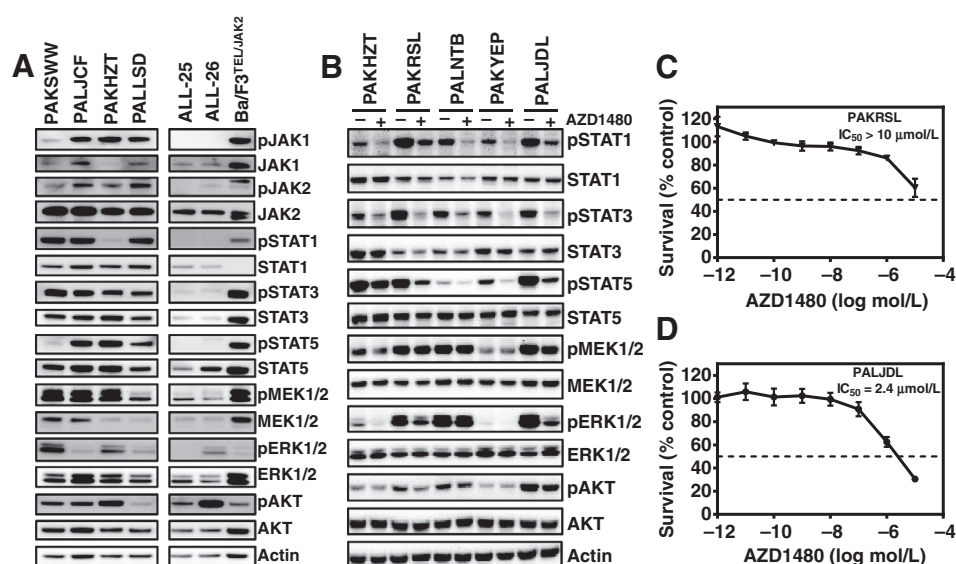 A
PAKSWW
PALJCF
PAKHZT
PALLSD
ALL-25
ALL-26
Ba/F3TEL/JAK2
pJAK1
JAK1
pJAK2
JAK2
pSTAT1
STAT1
pSTAT3
STAT3
pSTAT5
STAT5
pMEK1/2
MEK1/2
pERK1/2
ERK1/2
pAKT
AKT
Actin
B
PAKHZT
PAKRSL
PALNTB
PAKYEP
PALJDL
– + – + – + – + – + AZD1480
pSTAT1
STAT1
pSTAT3
STAT3
pSTAT5
STAT5
pMEK1/2
MEK1/2
pERK1/2
ERK1/2
pAKT
AKT
Actin
C
PAKRSL
IC50 > 10 μmol/L
Survival (% control)
120
100
80
60
40
20
0
–12 –10 –8 –6 –4
AZD1480 (log mol/L)
D
PALJDL
IC50 = 2.4 μmol/L
Survival (% control)
120
100
80
60
40
20
0
–12 –10 –8 –6 –4
AZD1480 (log mol/L)